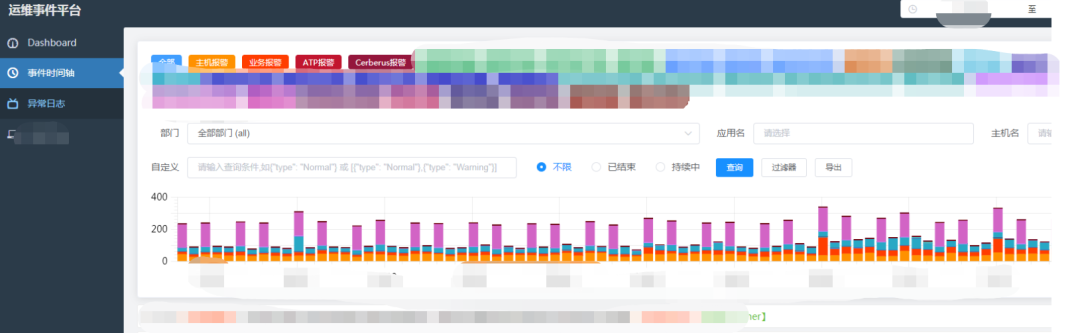 运维事件平台
至
Dashboard
事件时间轴
异常日志
全部 主机报警 业务报警 ATP报警 Cerberus报警
部门 全部部门 (all) 应用名 请选择 主机名
自定义 请输入查询条件,如{"type": "Normal"} 或 [{"type": "Normal"},{"type": "Warning"}] 不限 已结束 持续中 查询 过滤器 导出
400
200
0
ner】